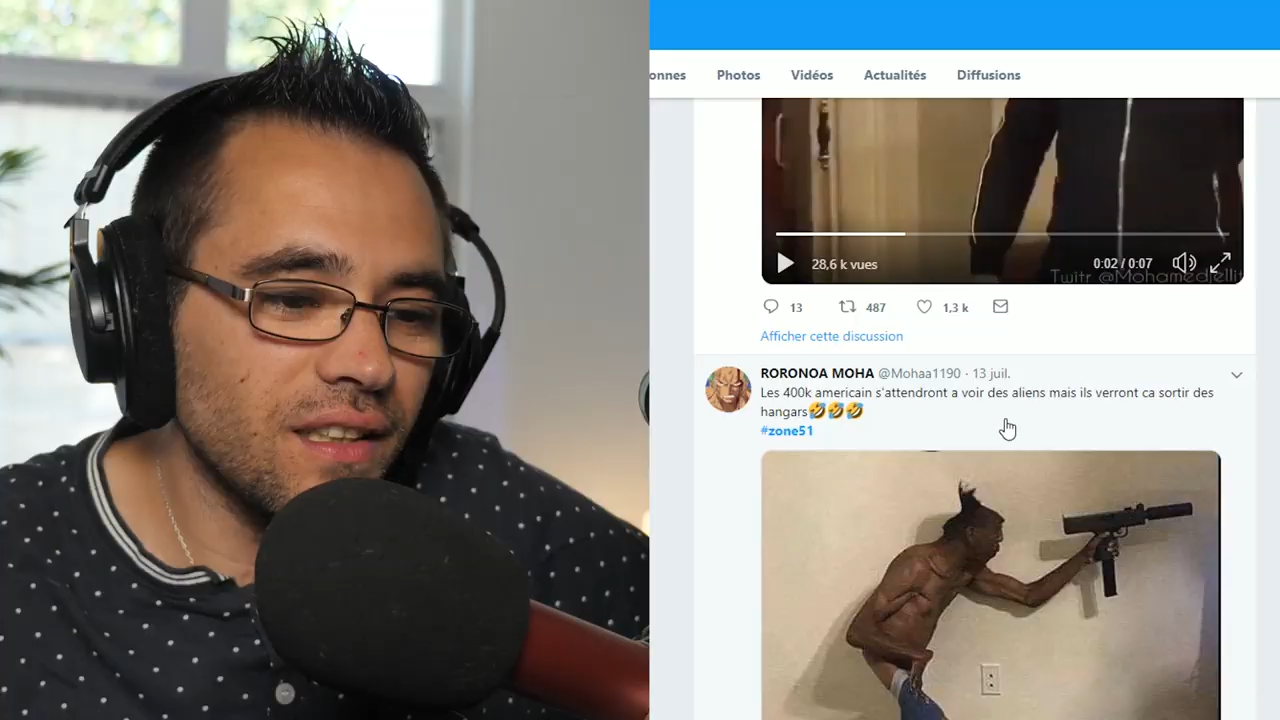 onnes Photos Vidéos Actualités Diffusions
28,6 k vues 0:02 / 0:07
Twitr @Mohamedjellit
13 487 1,3 k
Afficher cette discussion
RORONOA MOHA @Mohaa1190 · 13 juil.
Les 400k americain s'attendront a voir des aliens mais ils verront ca sortir des
hangars🤣🤣🤣
#zone51